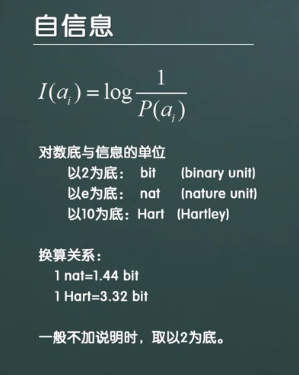 自信息
I(aᵢ) = log 1/P(aᵢ)
对数底与信息的单位
以2为底： bit (binary unit)
以e为底： nat (nature unit)
以10为底：Hart (Hartley)
换算关系：
1 nat=1.44 bit
1 Hart=3.32 bit
一般不加说明时，取以2为底。